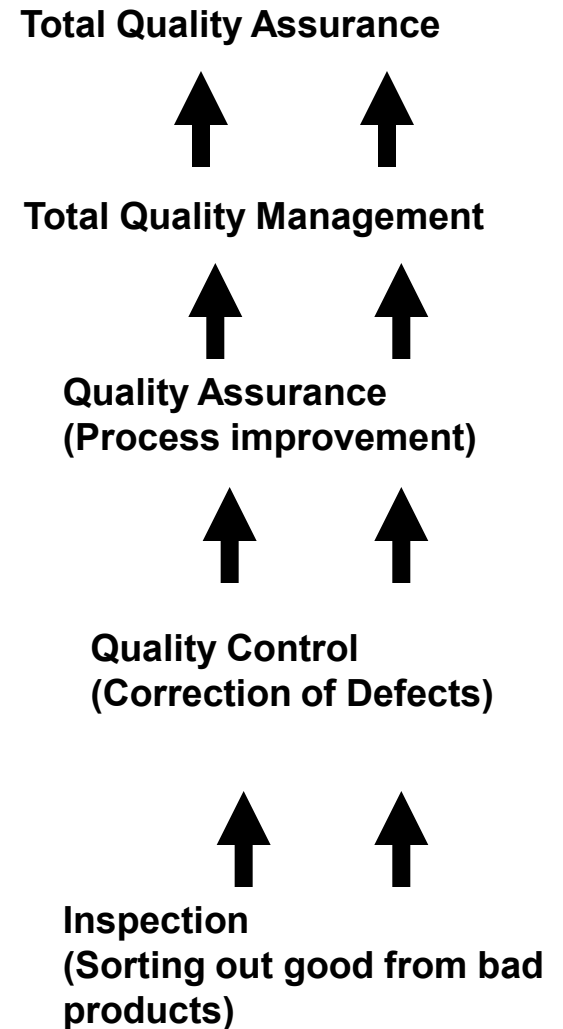 Total Quality Assurance
Total Quality Management
Quality Assurance
(Process improvement)
Quality Control
(Correction of Defects)
Inspection
(Sorting out good from bad
products)